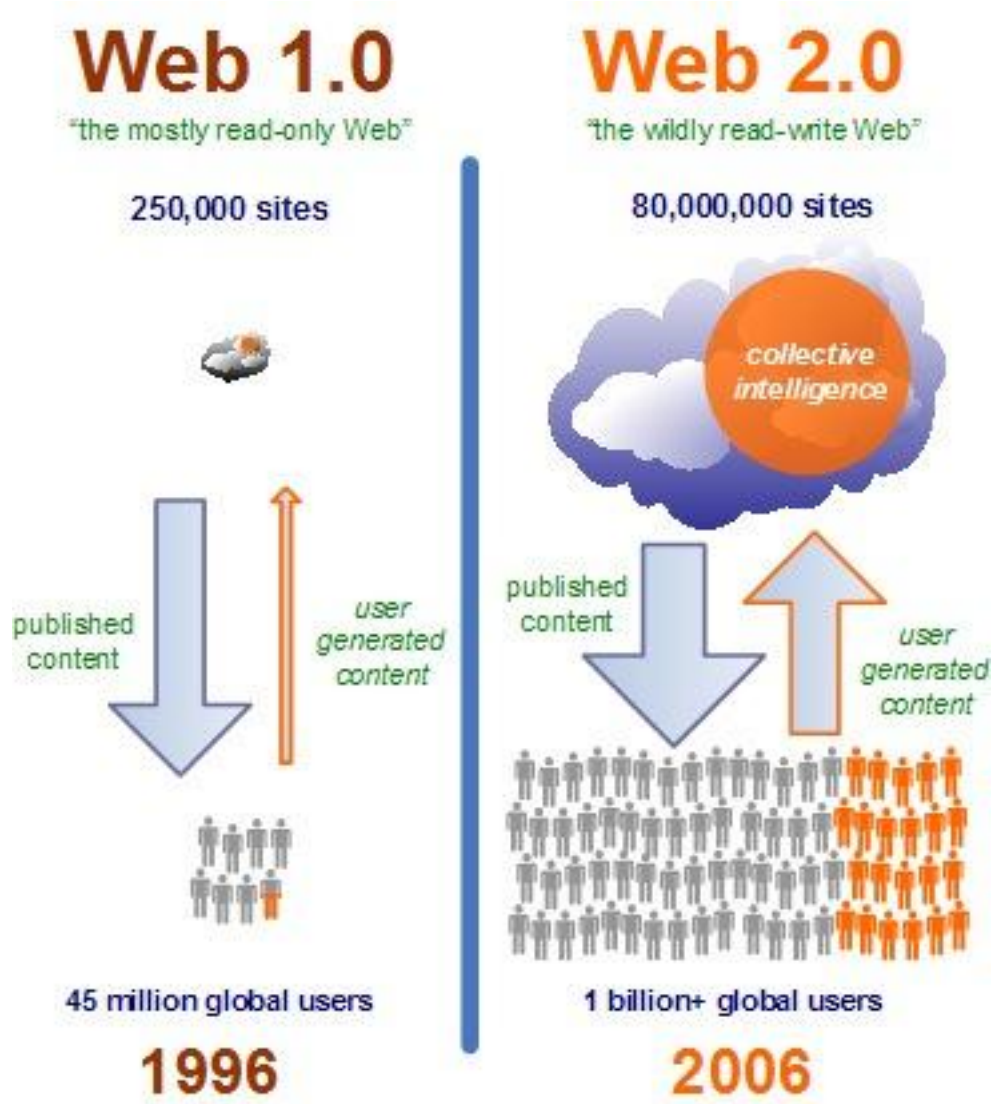 Web 1.0
"the mostly read-only Web"
250,000 sites
published
content
user
generated
content
45 million global users
1996
Web 2.0
"the wildly read-write Web"
80,000,000 sites
collective
intelligence
published
content
user
generated
content
1 billion+ global users
2006